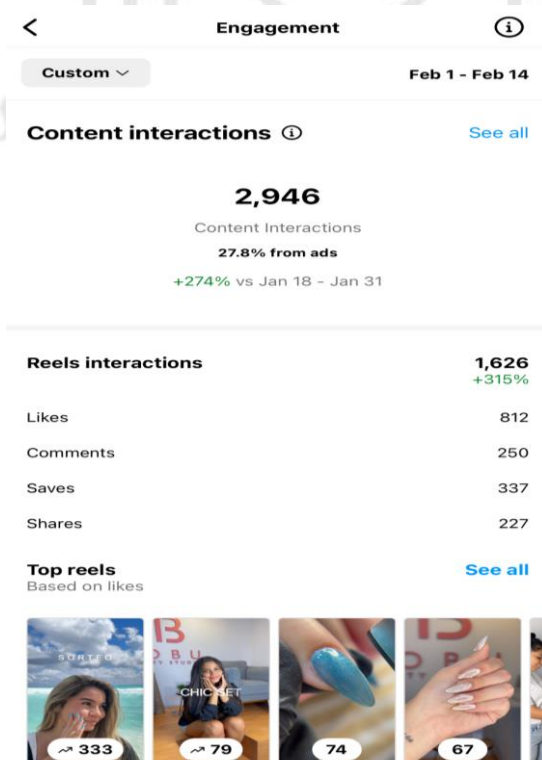 Engagement
Custom
Feb 1 - Feb 14
Content interactions
See all
2,946
Content Interactions
27.8% from ads
+274% vs Jan 18 - Jan 31
Reels interactions 1,626
+315%
Likes 812
Comments 250
Saves 337
Shares 227
Top reels See all
Based on likes
SORTEO
CHIC SET
333
79
74
67